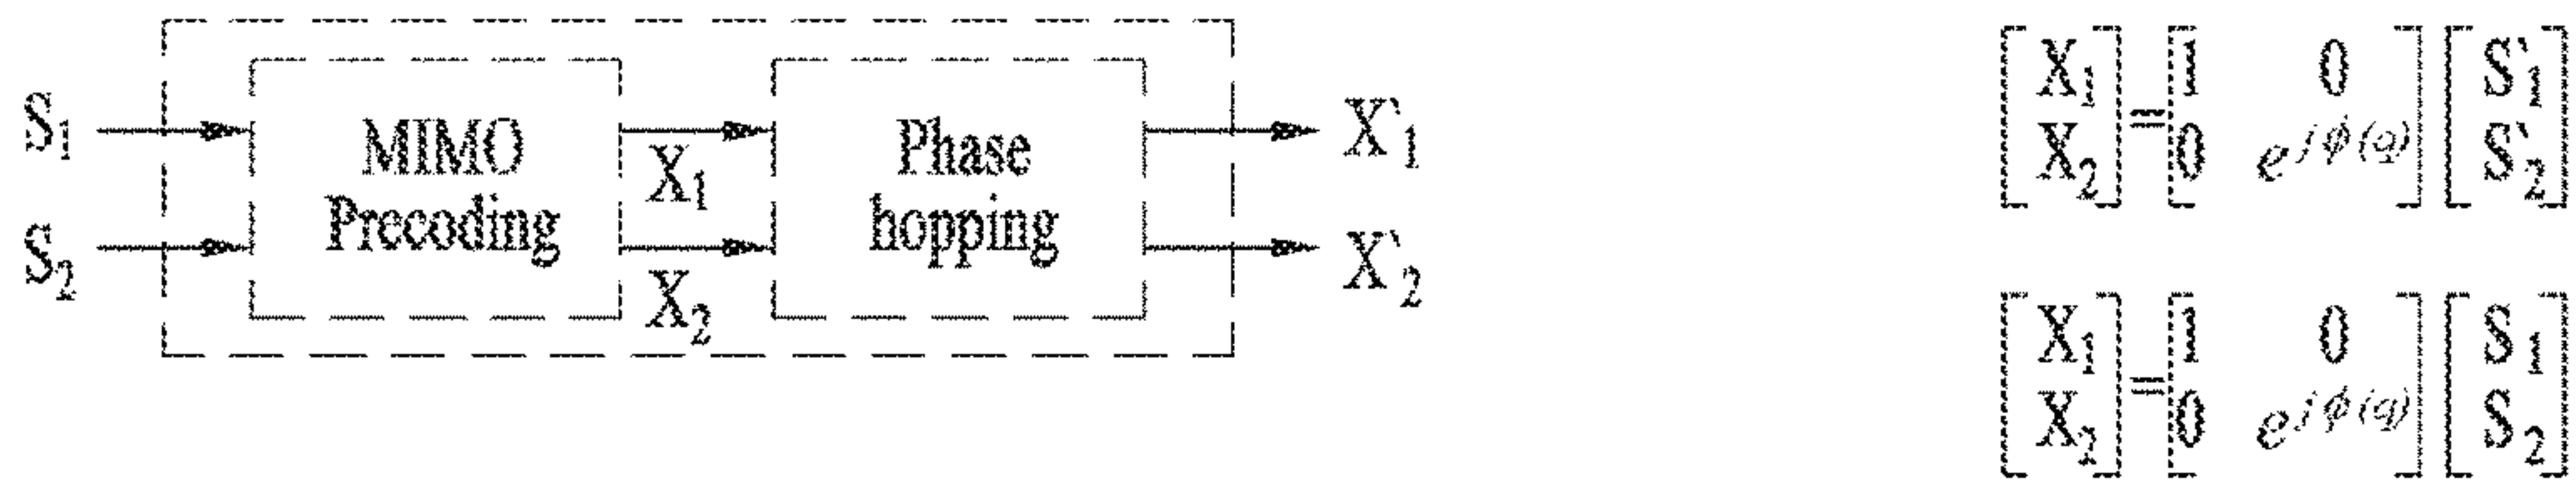 S1
S2
MIMO
Precoding
X1
X2
Phase
hopping
X`1
X`2
[X1 X2] = [1 0 0 e^jϕ(q)] [S`1 S`2]
[X1 X2] = [1 0 0 e^jϕ(q)] [S1 S2]